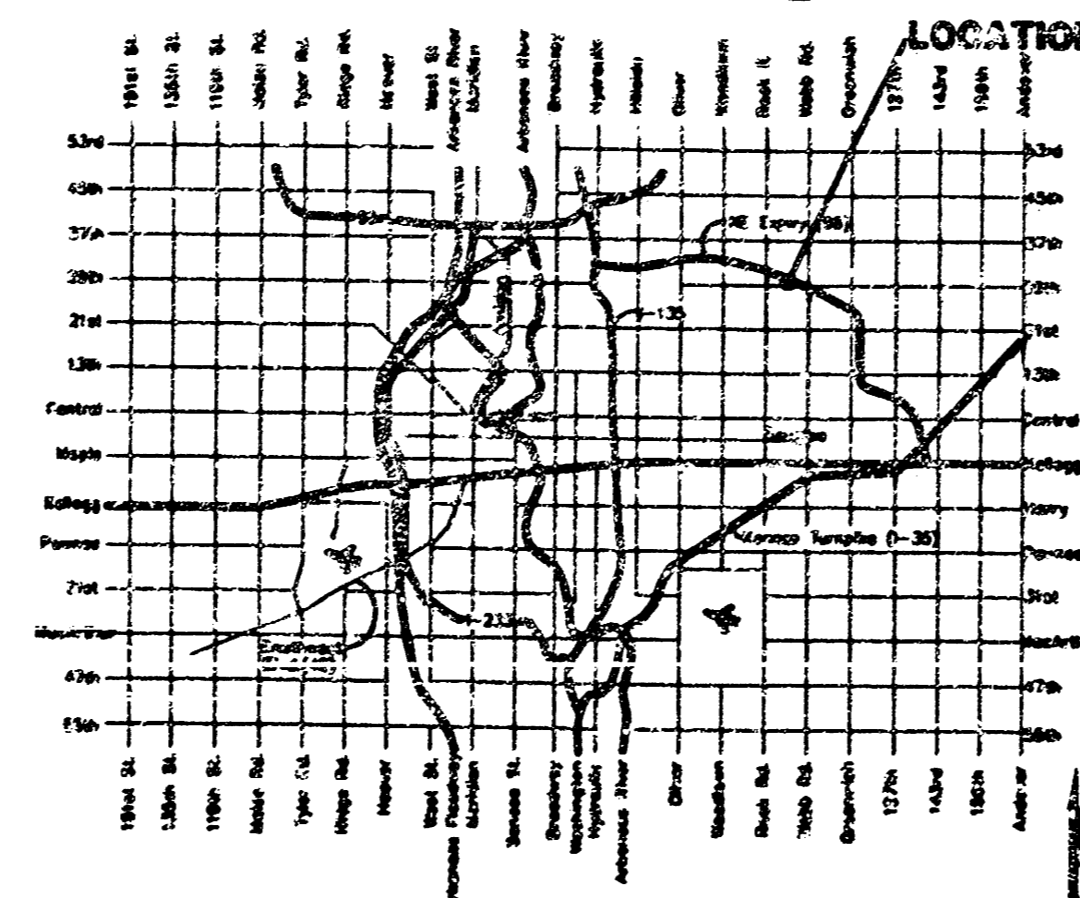 LOCATION
151st St.
135th St.
119th St.
Maize Rd.
Tyler Rd.
Ridge Rd.
Hoover
West St
Arkansas River
Meridian
Arkansas River
Broadway
Hydraulic
Hillside
Oliver
Woodlawn
Rock R.
Webb Rd.
Greenwich
127th
143rd
159th
Andover
53rd
53rd
45th
45th
37th
37th
NE Expwy (96)
29th
29th
21st
21st
I-135
13th
13th
Central
Central
Maple
Kellogg
Kellogg
Harry
Pawnee
Kansas Turnpike (I-35)
Pawnee
31st
31st
MacArthur
I-235
MacArth
47th
47th
55th
55th
151st St.
135th St.
119th St.
Maize Rd.
Tyler Rd.
Ridge Rd.
Hoover
West St.
Arkansas Floodway
Meridian
Seneca St.
Broadway
Washington
Hydraulic
Arkansas River
Oliver
Woodlawn
Rock Rd.
Webb Rd.
Greenwich
127th
143rd
159th
Andover